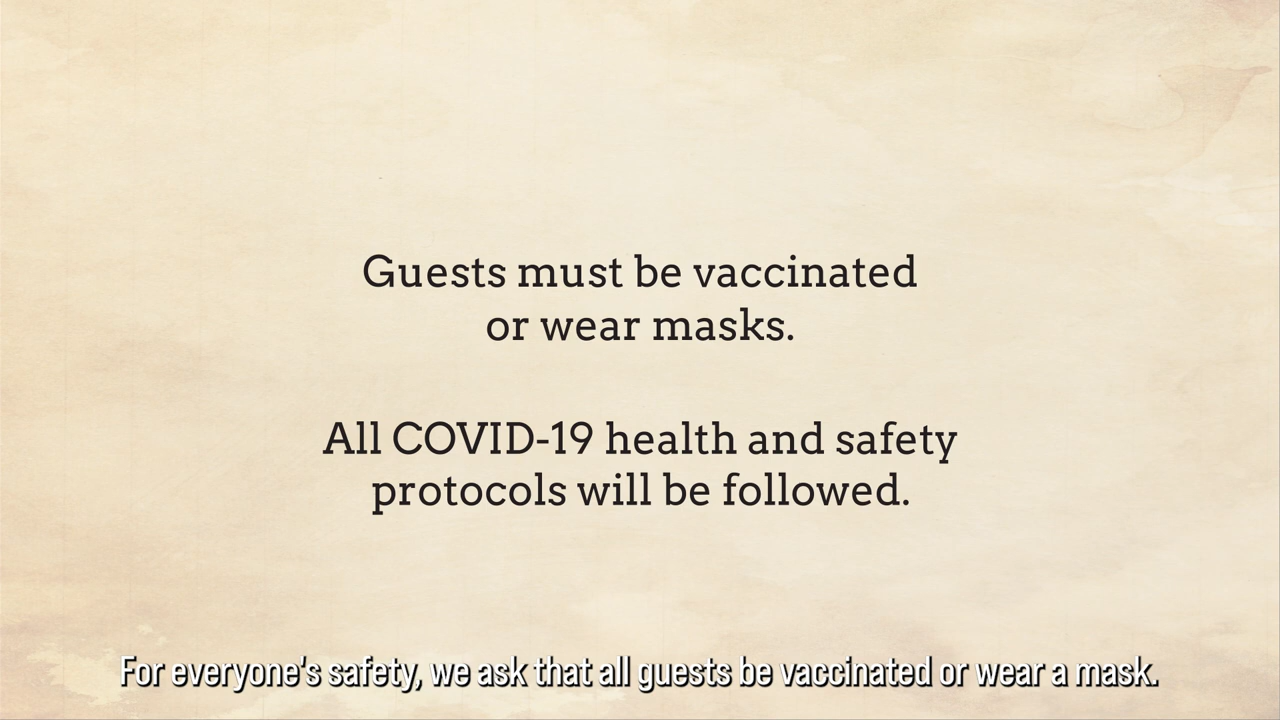 Guests must be vaccinated
or wear masks.
All COVID-19 health and safety
protocols will be followed.
For everyone's safety, we ask that all guests be vaccinated or wear a mask.